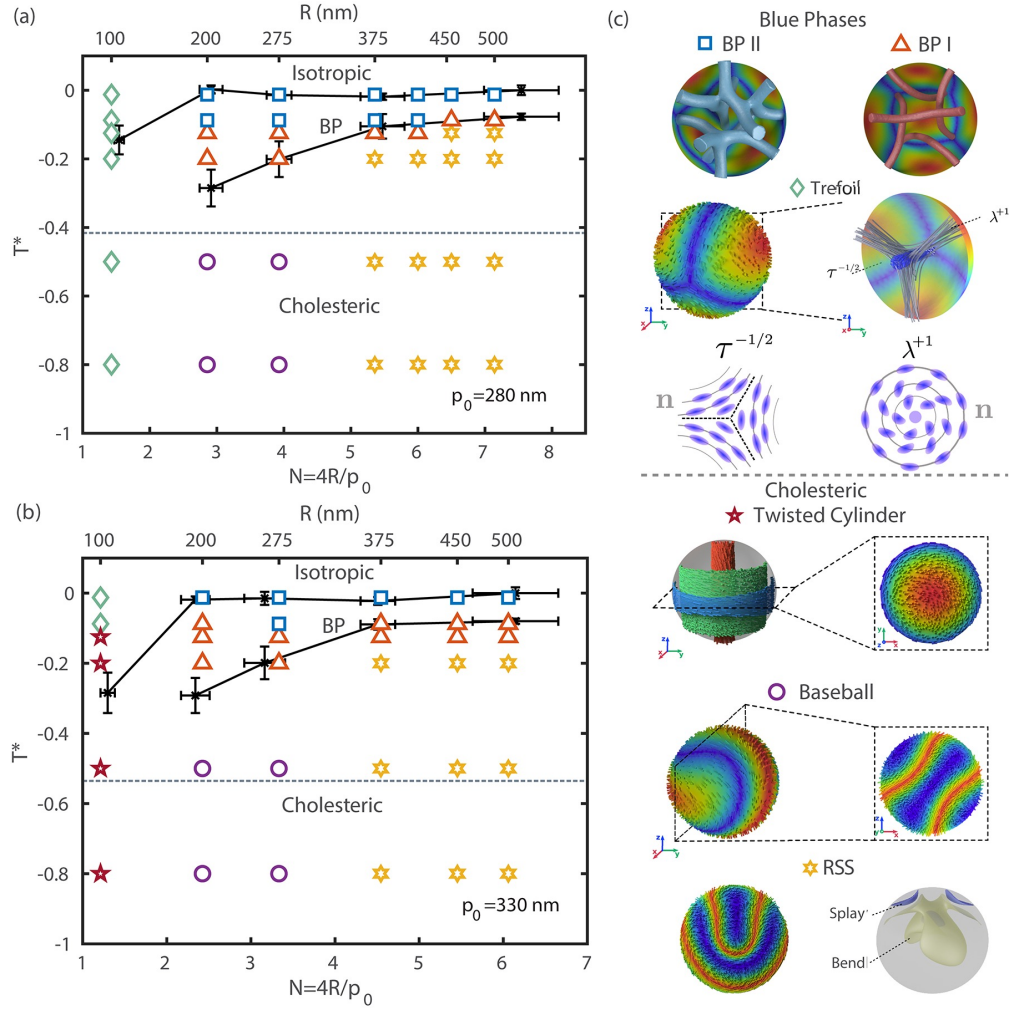 (a)
R (nm)
100 200 275 375 450 500
0
-0.2
-0.4
-0.6
-0.8
-1
T*
Isotropic
BP
Cholesteric
p₀=280 nm
1 2 3 4 5 6 7 8
N=4R/p₀
(b)
R (nm)
100 200 275 375 450 500
0
-0.2
-0.4
-0.6
-0.8
-1
T*
Isotropic
BP
Cholesteric
p₀=330 nm
1 2 3 4 5 6 7
N=4R/p₀
(c)
Blue Phases
BP II BP I
Trefoil
λ⁺¹
τ⁻¹/²
z
x y
z
x y
τ⁻¹/² λ⁺¹
n n
Cholesteric
Twisted Cylinder
z
x y
y
z x
Baseball
z
x y
z
y x
RSS
Splay
Bend